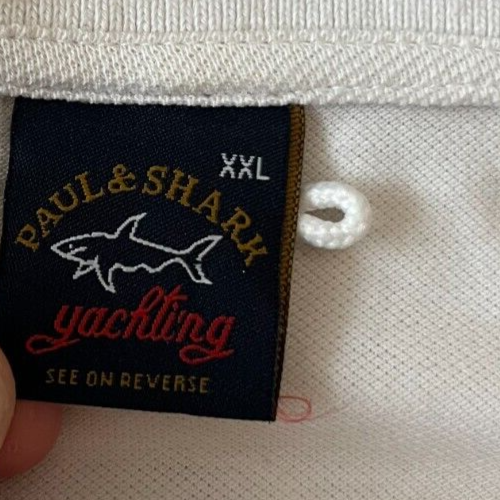 XXL
PAUL & SHARK
yachting
SEE ON REVERSE